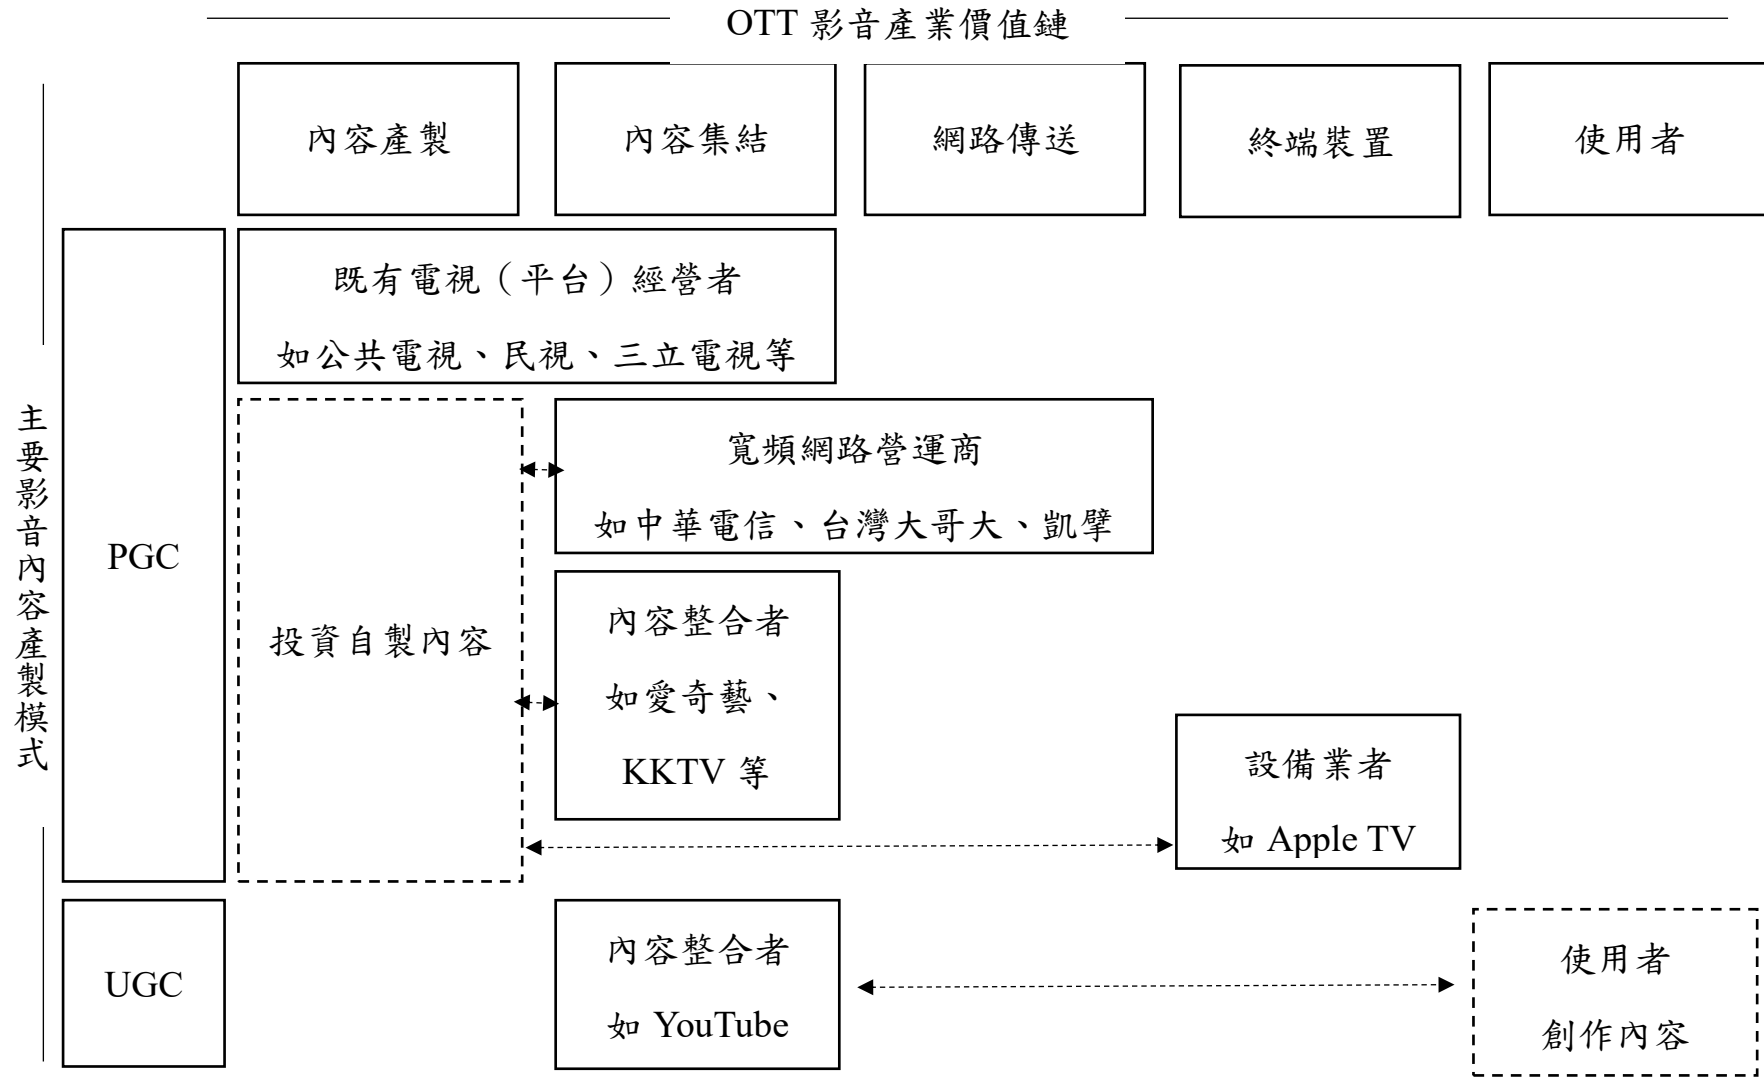 OTT 影音產業價值鏈
內容產製
內容集結
網路傳送
終端裝置
使用者
主要影音內容產製模式
PGC
既有電視（平台）經營者
如公共電視、民視、三立電視等
投資自製內容
寬頻網路營運商
如中華電信、台灣大哥大、凱擘
內容整合者
如愛奇藝、
KKTV 等
設備業者
如 Apple TV
UGC
內容整合者
如 YouTube
使用者
創作內容